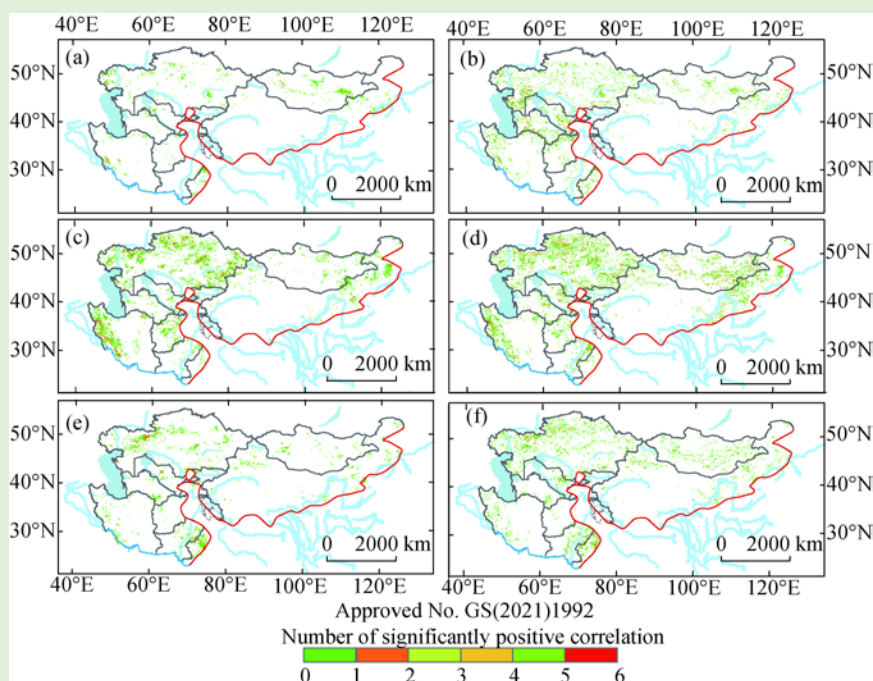 40°E 60°E 80°E 100°E 120°E 40°E 60°E 80°E 100°E 120°E
(a) (b)
50°N 50°N
40°N 40°N
30°N 30°N
0 2000 km 0 2000 km
(c) (d)
50°N 50°N
40°N 40°N
30°N 30°N
0 2000 km 0 2000 km
(e) (f)
50°N 50°N
40°N 40°N
30°N 30°N
0 2000 km 0 2000 km
40°E 60°E 80°E 100°E 120°E 40°E 60°E 80°E 100°E 120°E
Approved No. GS(2021)1992
Number of significantly positive correlation
0 1 2 3 4 5 6